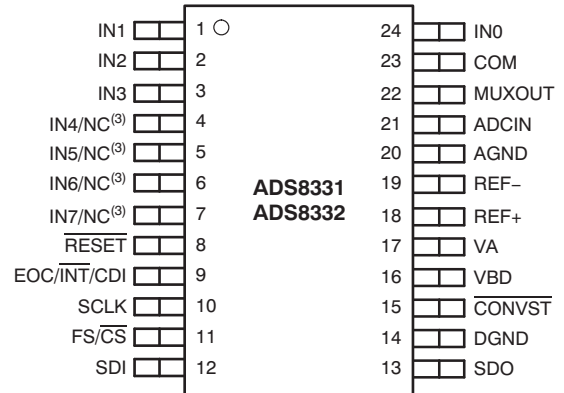 IN1 1 24 IN0
IN2 2 23 COM
IN3 3 22 MUXOUT
IN4/NC(3) 4 21 ADCIN
IN5/NC(3) 5 20 AGND
IN6/NC(3) 6 ADS8331 19 REF−
IN7/NC(3) 7 ADS8332 18 REF+
RESET 8 17 VA
EOC/INT/CDI 9 16 VBD
SCLK 10 15 CONVST
FS/CS 11 14 DGND
SDI 12 13 SDO